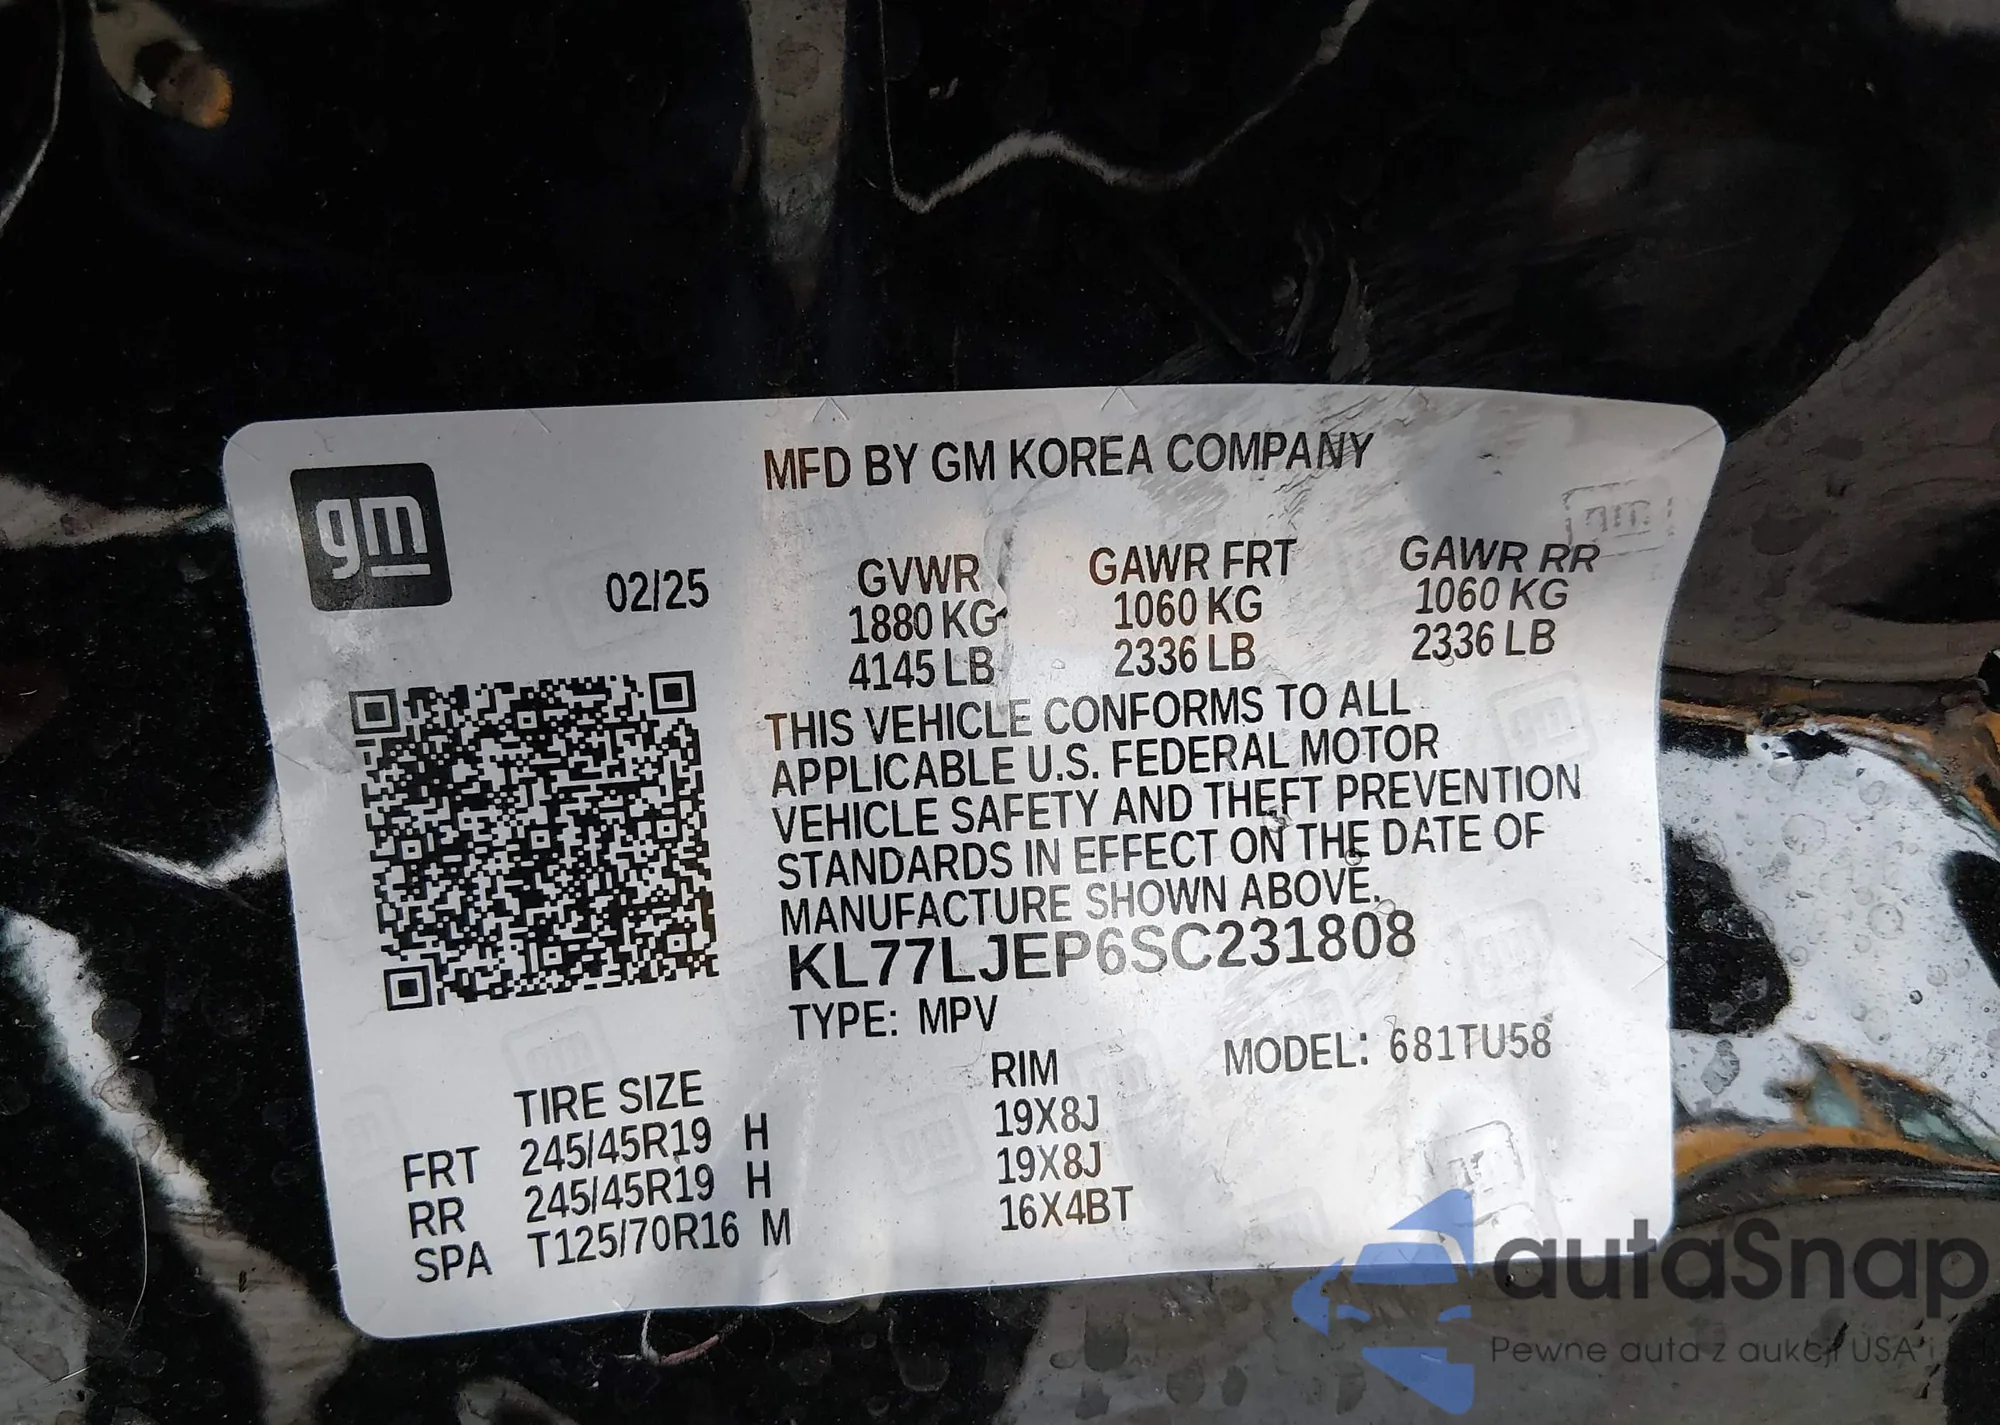 MFD BY GM KOREA COMPANY
gm
02/25
GVWR GAWR FRT GAWR RR
1880 KG 1060 KG 1060 KG
4145 LB 2336 LB 2336 LB
THIS VEHICLE CONFORMS TO ALL
APPLICABLE U.S. FEDERAL MOTOR
VEHICLE SAFETY AND THEFT PREVENTION
STANDARDS IN EFFECT ON THE DATE OF
MANUFACTURE SHOWN ABOVE.
KL77LJEP6SC231808
TYPE: MPV MODEL: 681TU58
TIRE SIZE RIM
FRT 245/45R19 H 19X8J
RR 245/45R19 H 19X8J
SPA T125/70R16 M 16X4BT
autaSnap
Pewne auta z aukcji USA i